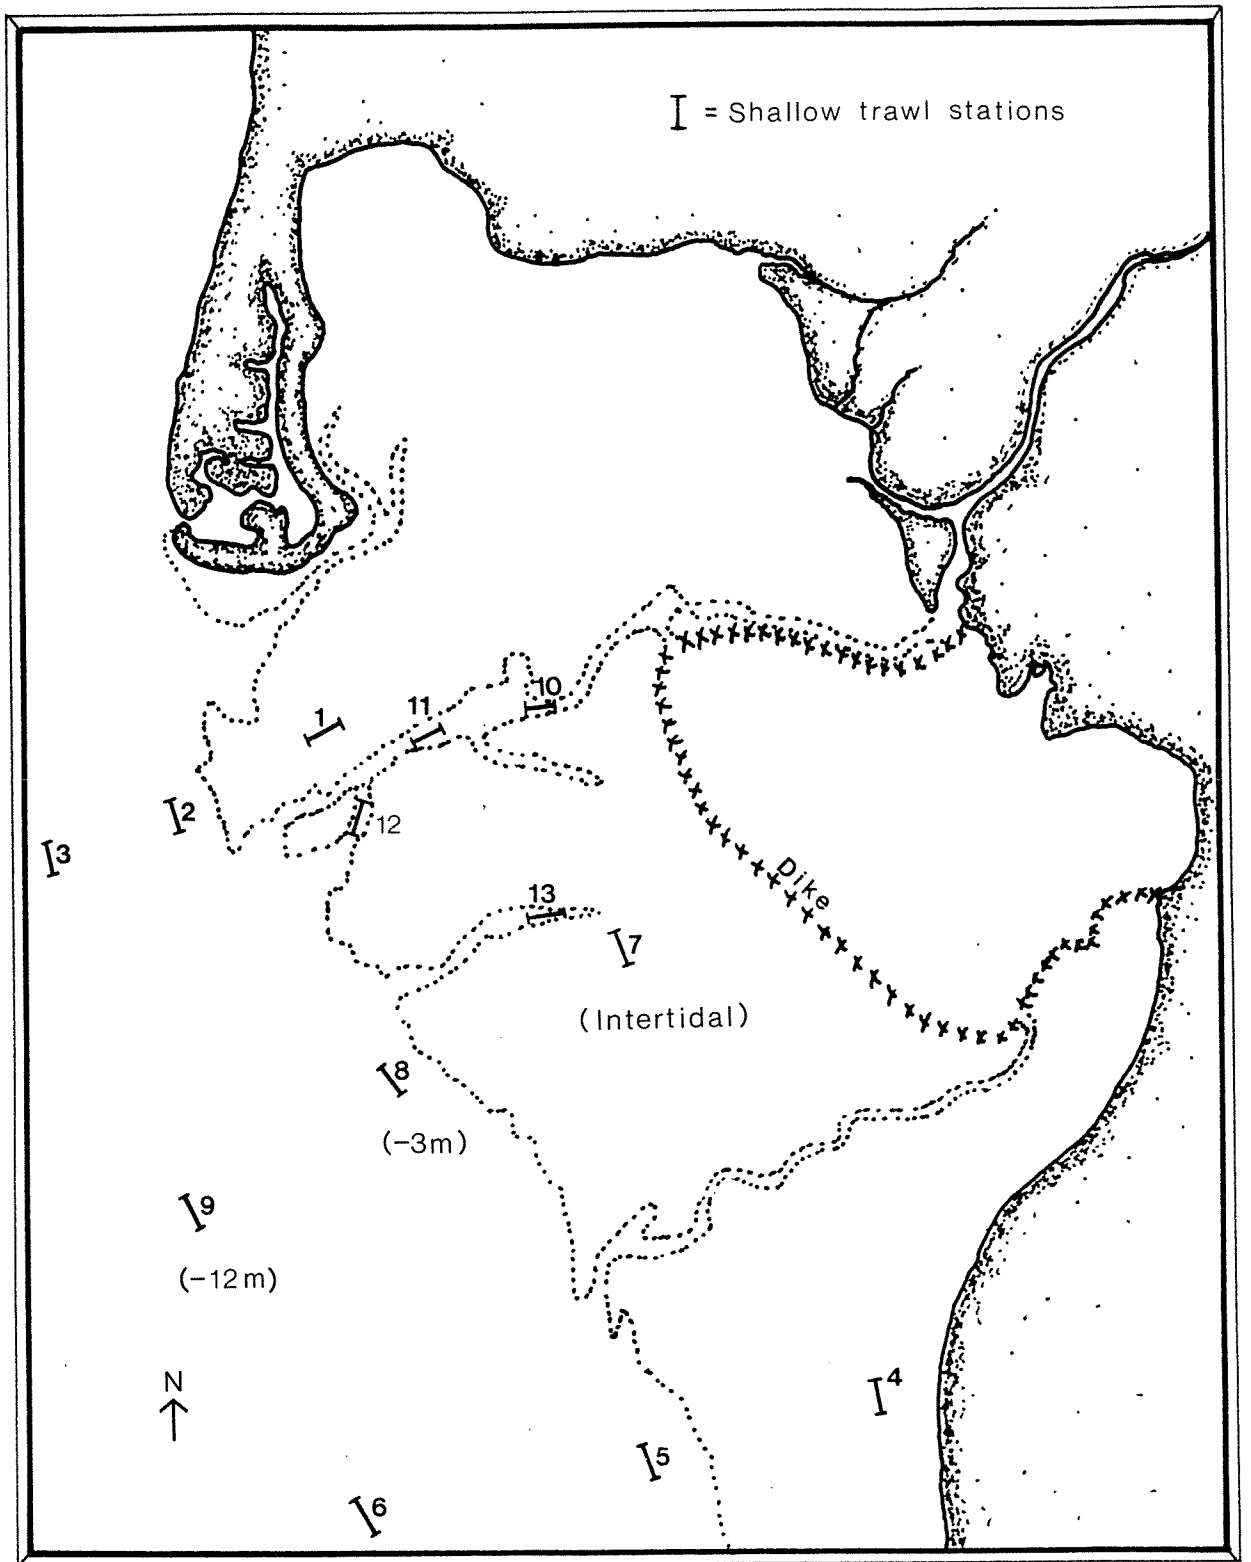 I = Shallow trawl stations
10
11
1
2
12
3
Dike
13
7
(Intertidal)
8
(-3m)
9
(-12m)
N
4
5
6